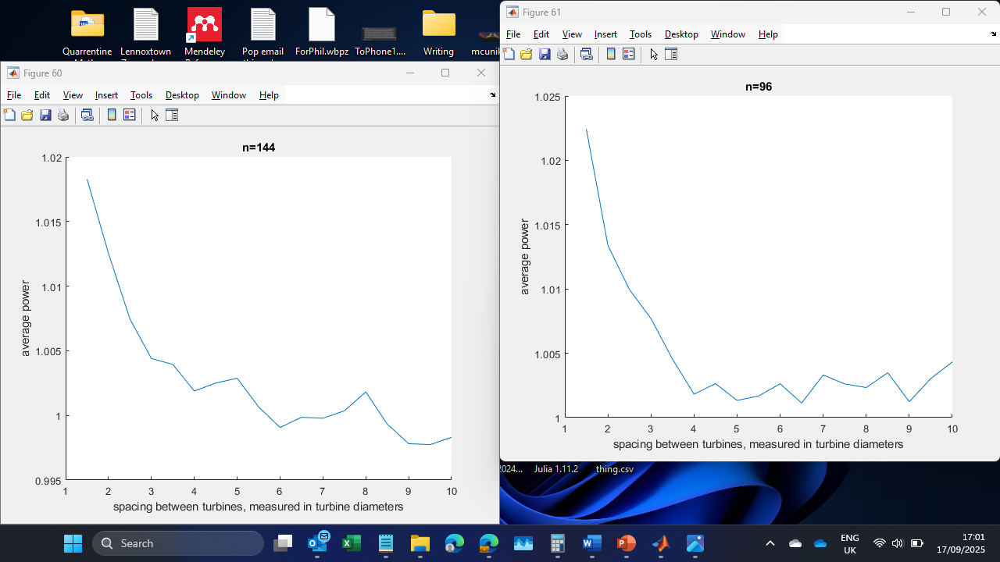 Quarentine
Lennoxtown
Mendeley
Pop email
ForPhil.wbpz
ToPhone1....
Writing
Figure 60
File Edit View Insert Tools Desktop Window Help
n=144
1.02
1.015
1.01
1.005
1
0.995
average power
1 2 3 4 5 6 7 8 9 10
spacing between turbines, measured in turbine diameters
Figure 61
File Edit View Insert Tools Desktop Window Help
n=96
1.025
1.02
1.015
1.01
1.005
1
average power
1 2 3 4 5 6 7 8 9 10
spacing between turbines, measured in turbine diameters
2024... Julia 1.11.2 thing.csv
Search
ENG
UK
17:01
17/09/2025